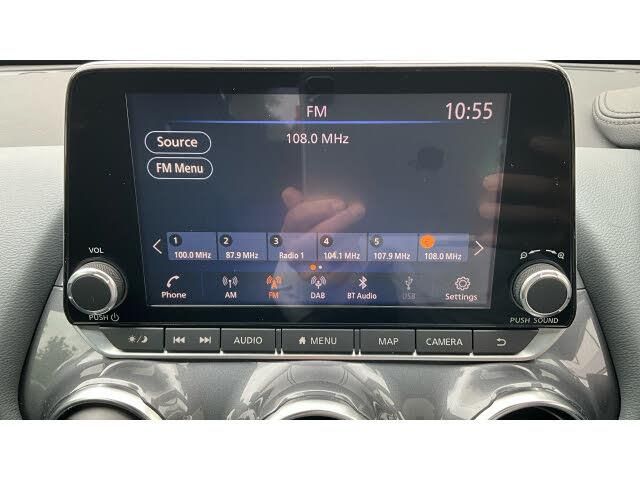 FM 10:55
Source 108.0 MHz
FM Menu
1 2 3 4 5
100.0 MHz 87.9 MHz Radio 1 104.1 MHz 107.9 MHz 108.0 MHz
VOL
Phone AM FM DAB BT Audio USB Settings
PUSH PUSH SOUND
AUDIO MENU MAP CAMERA